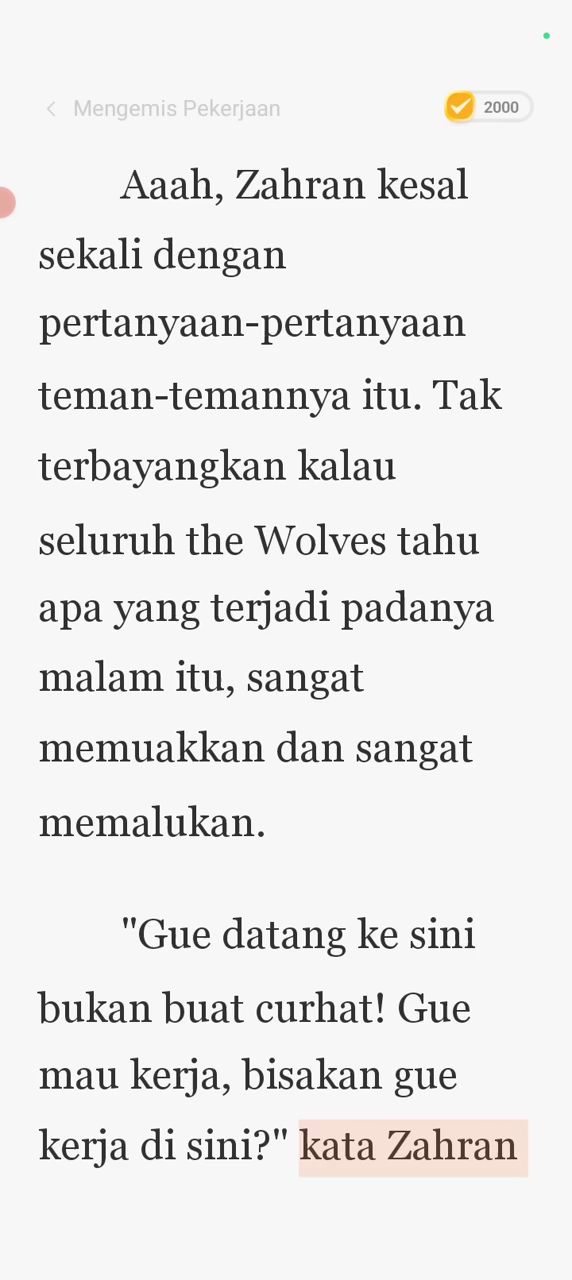 Mengemis Pekerjaan
2000
Aaah, Zahran kesal
sekali dengan
pertanyaan-pertanyaan
teman-temannya itu. Tak
terbayangkan kalau
seluruh the Wolves tahu
apa yang terjadi padanya
malam itu, sangat
memuakkan dan sangat
memalukan.
"Gue datang ke sini
bukan buat curhat! Gue
mau kerja, bisakan gue
kerja di sini?" kata Zahran